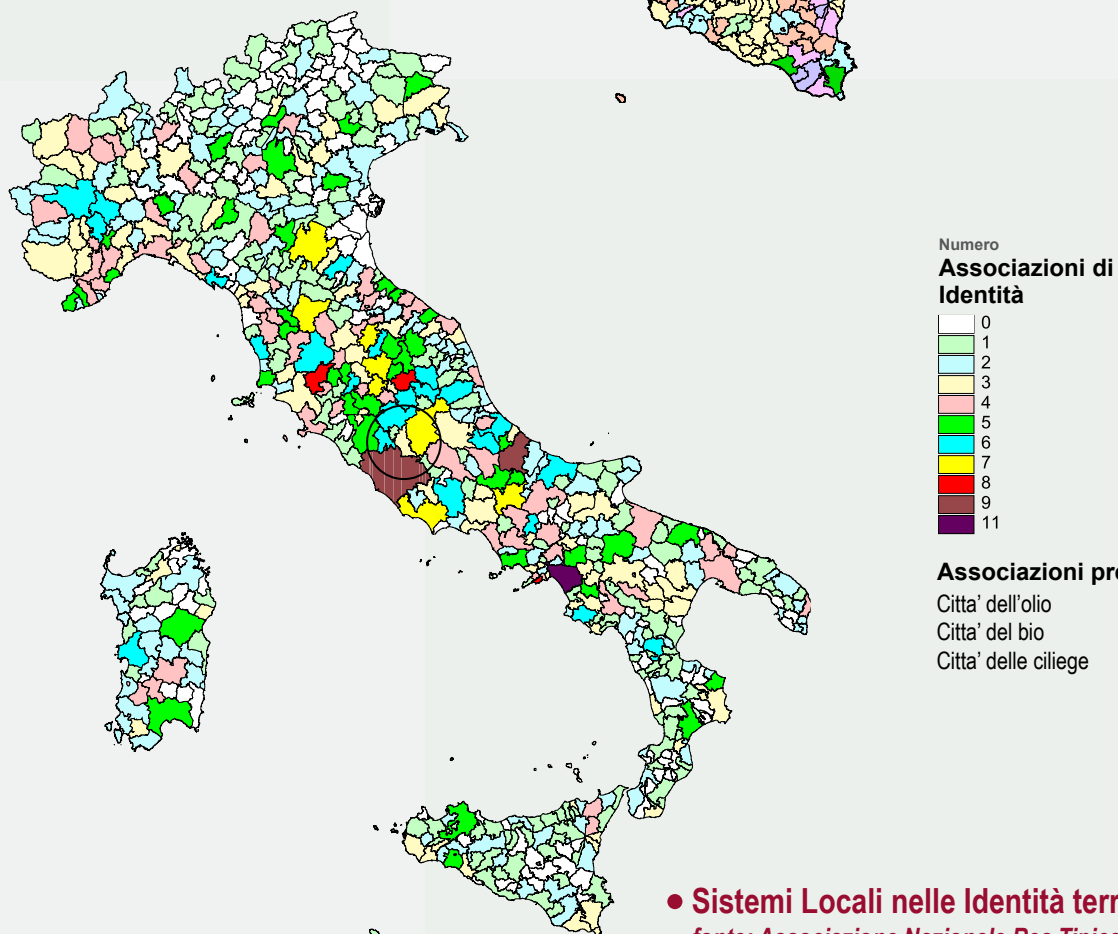 Numero
Associazioni di
Identità
0
1
2
3
4
5
6
7
8
9
11
Associazioni pre
Citta' dell'olio
Citta' del bio
Citta' delle ciliege
• Sistemi Locali nelle Identità terr